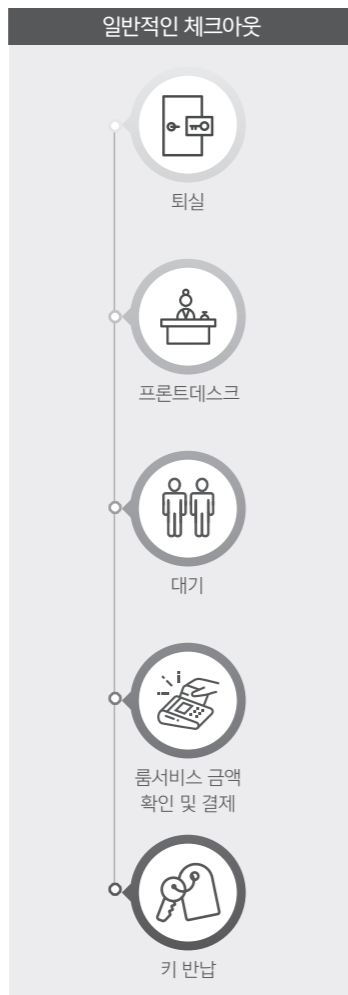 일반적인 체크아웃
퇴실
프론트데스크
대기
룸서비스 금액
확인 및 결제
키 반납